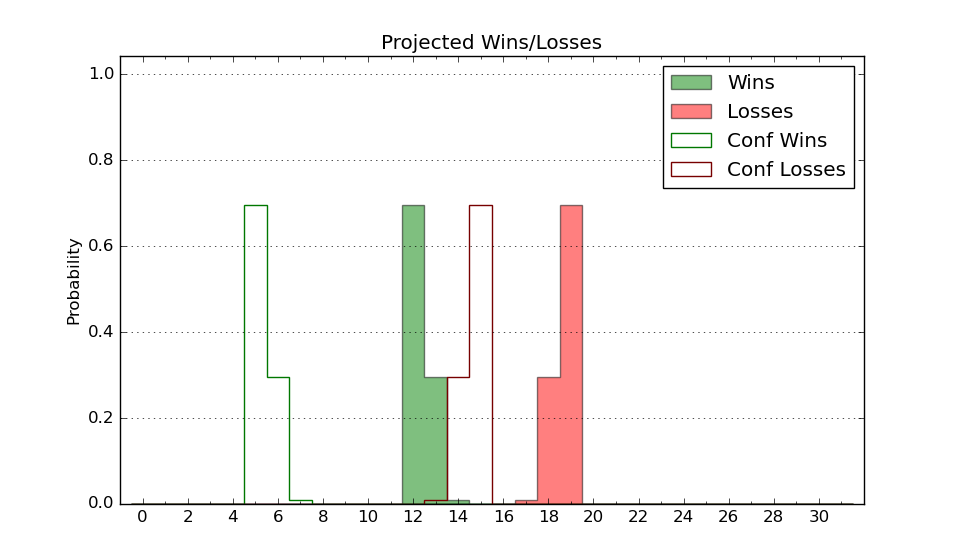 Projected Wins/Losses
Wins
Losses
Conf Wins
Conf Losses
Probability
1.0
0.8
0.6
0.4
0.2
0.0
0 2 4 6 8 10 12 14 16 18 20 22 24 26 28 30